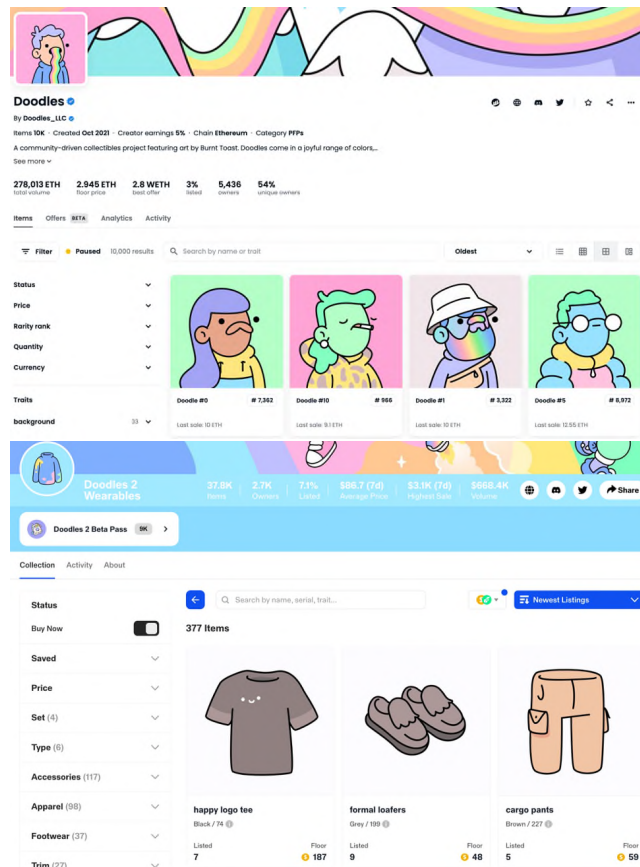 Doodles
By Doodles_LLC
Items 10K · Created Oct 2021 · Creator earnings 5% · Chain Ethereum · Category PFPs
A community-driven collectibles project featuring art by Burnt Toast. Doodles come in a joyful range of colors,...
See more
278,013 ETH 2.945 ETH 2.8 WETH 3% 5,436 54%
total volume floor price best offer listed owners unique owners
Items Offers BETA Analytics Activity
Filter Paused 10,000 results Search by name or trait Oldest
Status
Price
Rarity rank
Quantity
Currency
Traits
background 33
Doodle #0 # 7,362 Doodle #10 # 966 Doodle #1 # 3,322 Doodle #5 # 8,972
Last sale: 10 ETH Last sale: 9.1 ETH Last sale: 10 ETH Last sale: 12.55 ETH
Doodles 2
Wearables
37.8K 2.7K 7.1% $86.7 (7d) $3.1K (7d) $668.4K
Items Owners Listed Average Price Highest Sale Volume
Share
Doodles 2 Beta Pass 9K
Collection Activity About
Status
Buy Now
Saved
Price
Set (4)
Type (6)
Accessories (117)
Apparel (98)
Footwear (37)
Trim (27)
Search by name, serial, trait...
Newest Listings
377 Items
happy logo tee formal loafers cargo pants
Black / 74 Grey / 199 Brown / 227
Listed Floor Listed Floor Listed Floor
7 187 9 48 5 59